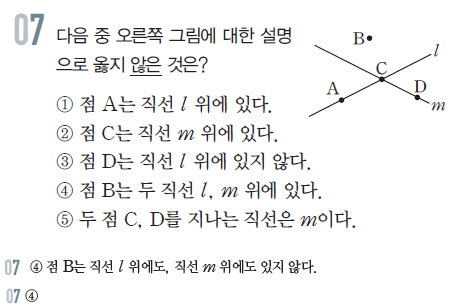 07 다음 중 오른쪽 그림에 대한 설명
으로 옳지 않은 것은?
B
l
C
A
D
m
① 점 A는 직선 l 위에 있다.
② 점 C는 직선 m 위에 있다.
③ 점 D는 직선 l 위에 있지 않다.
④ 점 B는 두 직선 l, m 위에 있다.
⑤ 두 점 C, D를 지나는 직선은 m이다.
07 ④ 점 B는 직선 l 위에도, 직선 m 위에도 있지 않다.
07 ④